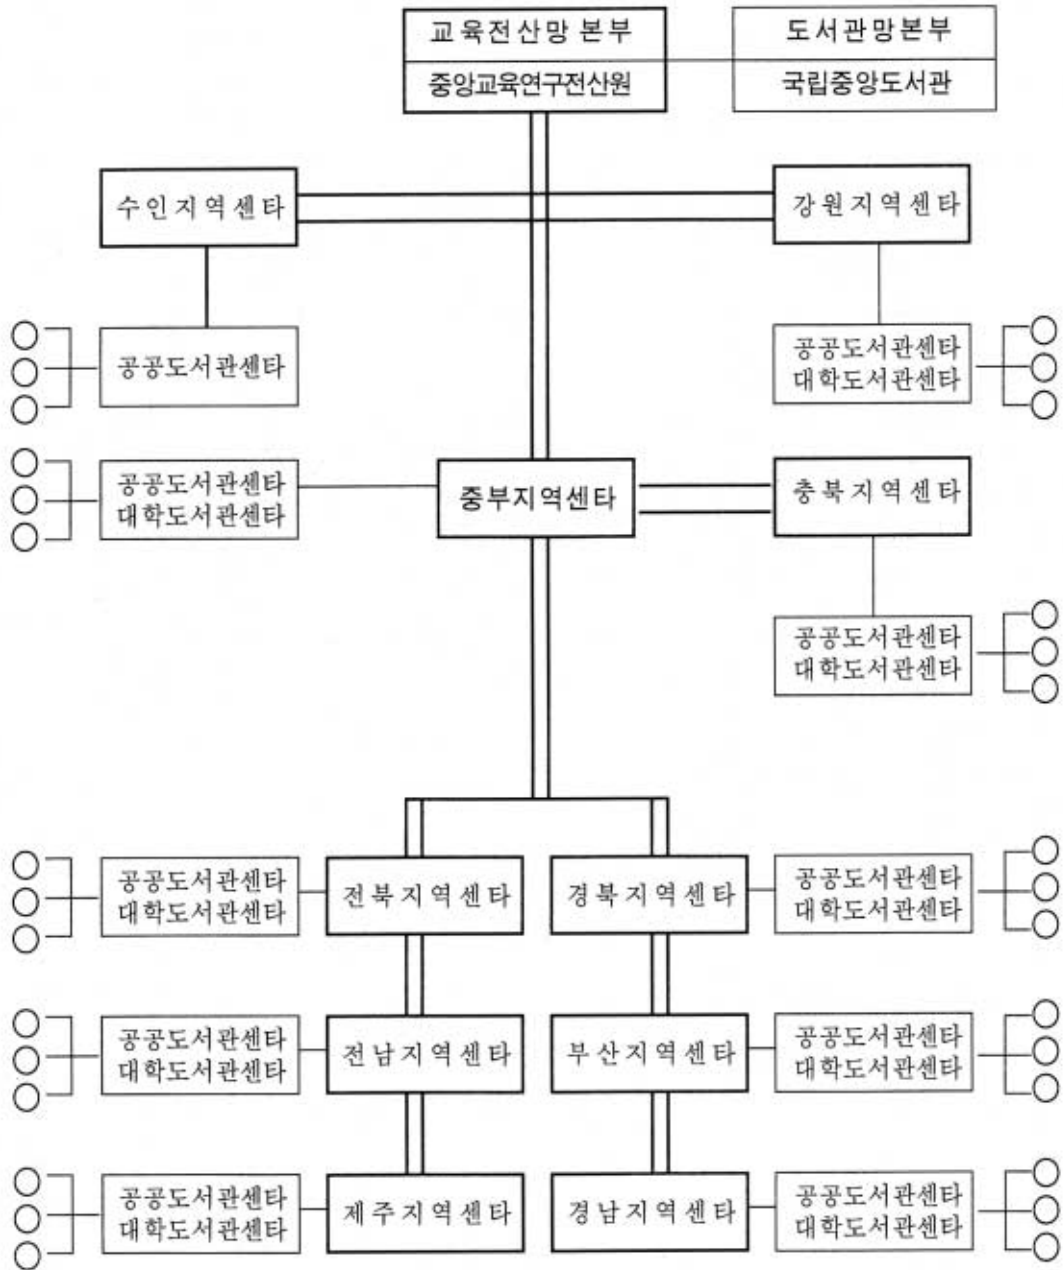 교육전산망 본부
중앙교육연구전산원
도서관망본부
국립중앙도서관
수인지역센타
강원지역센타
공공도서관센타
공공도서관센타
대학도서관센타
공공도서관센타
대학도서관센타
중부지역센타
충북지역센타
공공도서관센타
대학도서관센타
공공도서관센타
대학도서관센타
전북지역센타
경북지역센타
공공도서관센타
대학도서관센타
공공도서관센타
대학도서관센타
전남지역센타
부산지역센타
공공도서관센타
대학도서관센타
공공도서관센타
대학도서관센타
제주지역센타
경남지역센타
공공도서관센타
대학도서관센타